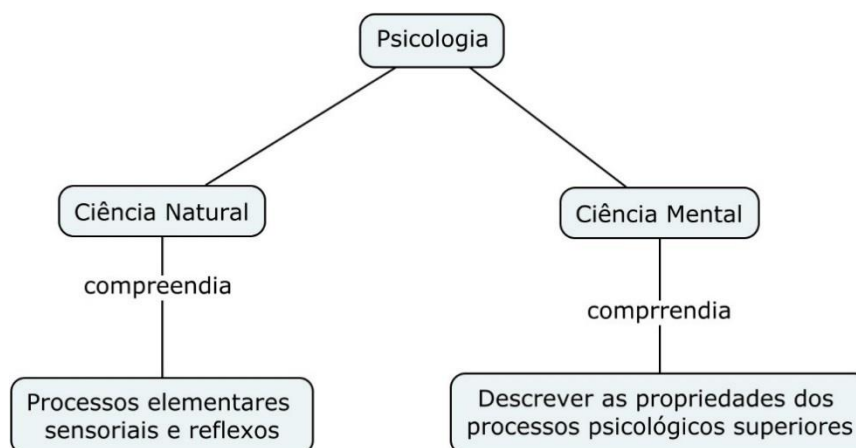 Psicologia
Ciência Natural
Ciência Mental
compreendia
comprrendia
Processos elementares
sensoriais e reflexos
Descrever as propriedades dos
processos psicológicos superiores